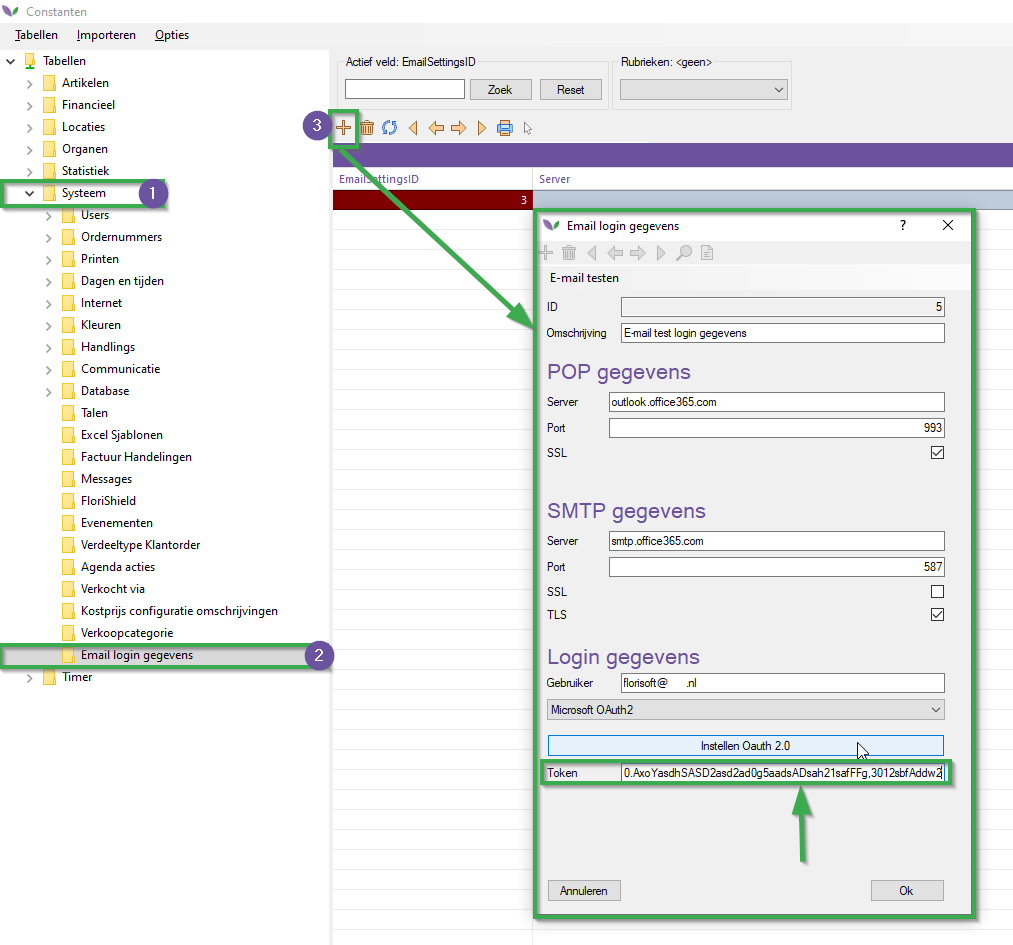 Constanten
Tabellen Importeren Opties
Tabellen
Artikelen
Financieel
Locaties
Organen
Statistiek
Systeem
1
Users
Ordernummers
Printen
Dagen en tijden
Internet
Kleuren
Handlings
Communicatie
Database
Talen
Excel Sjablonen
Factuur Handelingen
Messages
FloriShield
Evenementen
Verdeeltype Klantorder
Agenda acties
Verkocht via
Kostprijs configuratie omschrijvingen
Verkoopcategorie
Email login gegevens
2
Timer
Actief veld: EmailSettingsID
Zoek Reset
Rubrieken: <geen>
3
EmailSettingsID Server
3
Email login gegevens ?
E-mail testen
ID 5
Omschrijving E-mail test login gegevens
POP gegevens
Server outlook.office365.com
Port 993
SSL
SMTP gegevens
Server smtp.office365.com
Port 587
SSL
TLS
Login gegevens
Gebruiker florisoft@ .nl
Microsoft OAuth2
Instellen Oauth 2.0
Token 0.AxoYasdhSASD2asd2ad0g5aadsADsah21safFFg,3012sbfAddw2
Annuleren Ok